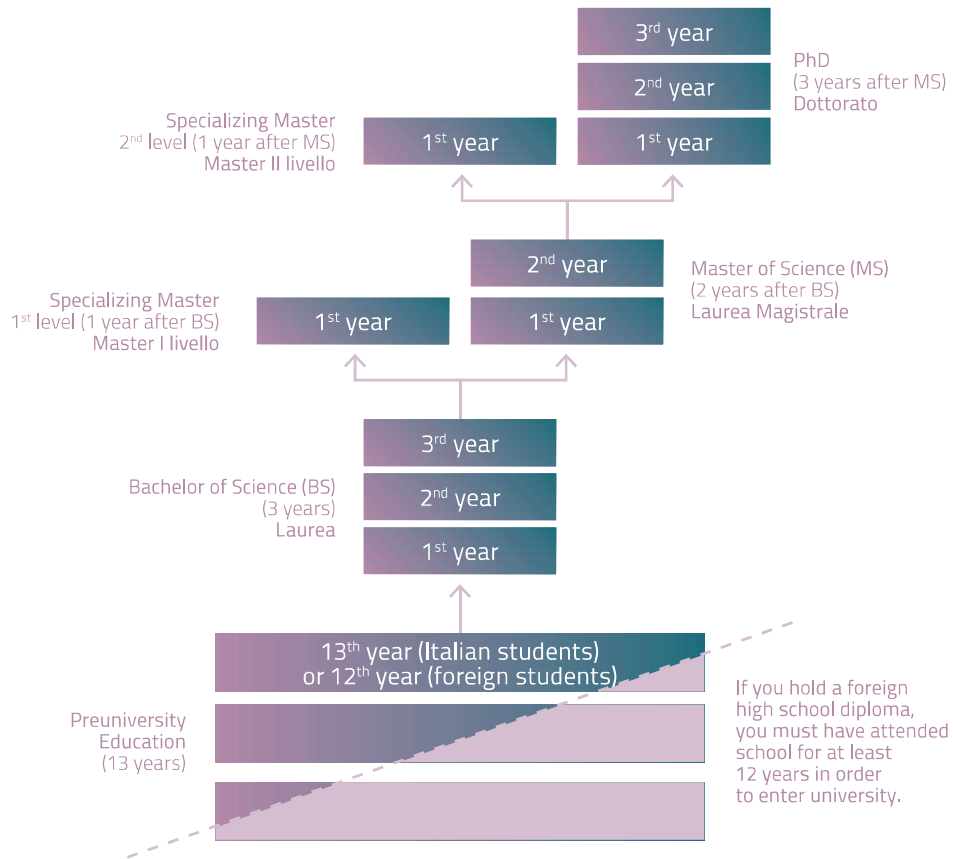 3rd year
2nd year
1st year
PhD
(3 years after MS)
Dottorato
Specializing Master
2nd level (1 year after MS)
Master II livello
1st year
2nd year
1st year
Master of Science (MS)
(2 years after BS)
Laurea Magistrale
Specializing Master
1st level (1 year after BS)
Master I livello
1st year
3rd year
2nd year
1st year
Bachelor of Science (BS)
(3 years)
Laurea
13th year (Italian students)
or 12th year (foreign students)
Preuniversity
Education
(13 years)
If you hold a foreign
high school diploma,
you must have attended
school for at least
12 years in order
to enter university.